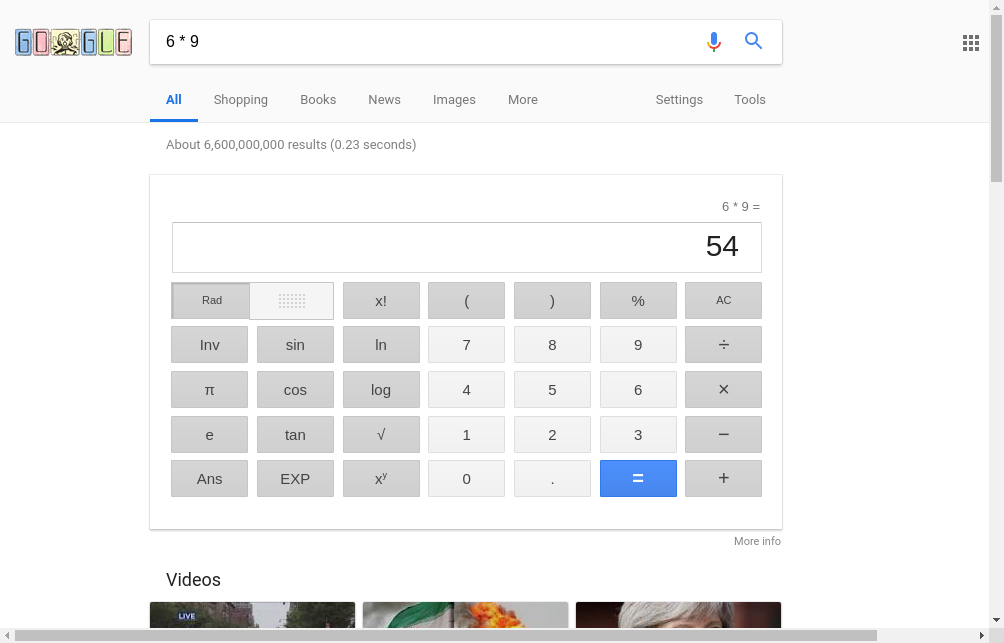 GOOGLE
6 * 9
All Shopping Books News Images More Settings Tools
About 6,600,000,000 results (0.23 seconds)
6 * 9 =
54
Rad x! ( ) % AC
Inv sin ln 7 8 9 ÷
π cos log 4 5 6 ×
e tan √ 1 2 3 −
Ans EXP xʸ 0 . = +
More info
Videos
LIVE